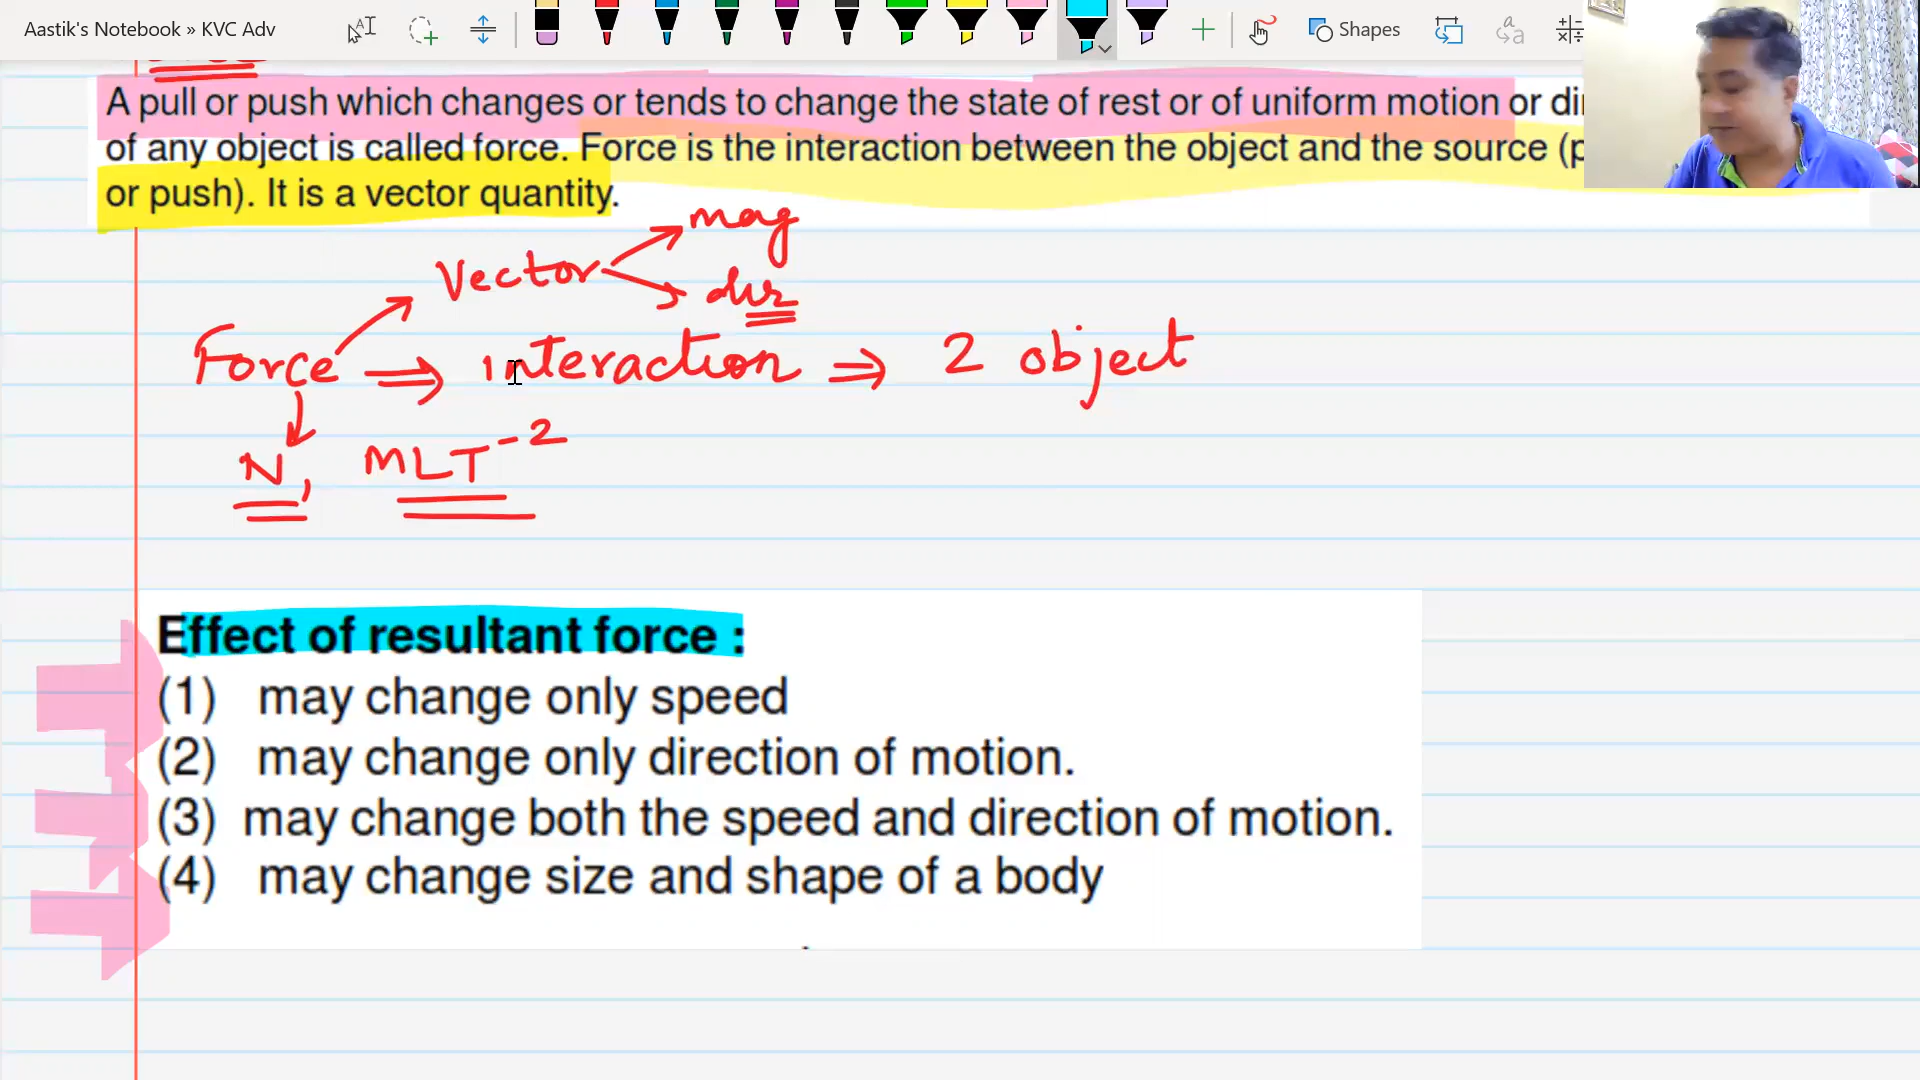 Aastik's Notebook » KVC Adv
Shapes
A pull or push which changes or tends to change the state of rest or of uniform motion or
of any object is called force. Force is the interaction between the object and the source
or push). It is a vector quantity.
mag
Vector
dir
Force ⇒ interaction ⇒ 2 object
N, MLT⁻²
Effect of resultant force :
(1) may change only speed
(2) may change only direction of motion.
(3) may change both the speed and direction of motion.
(4) may change size and shape of a body